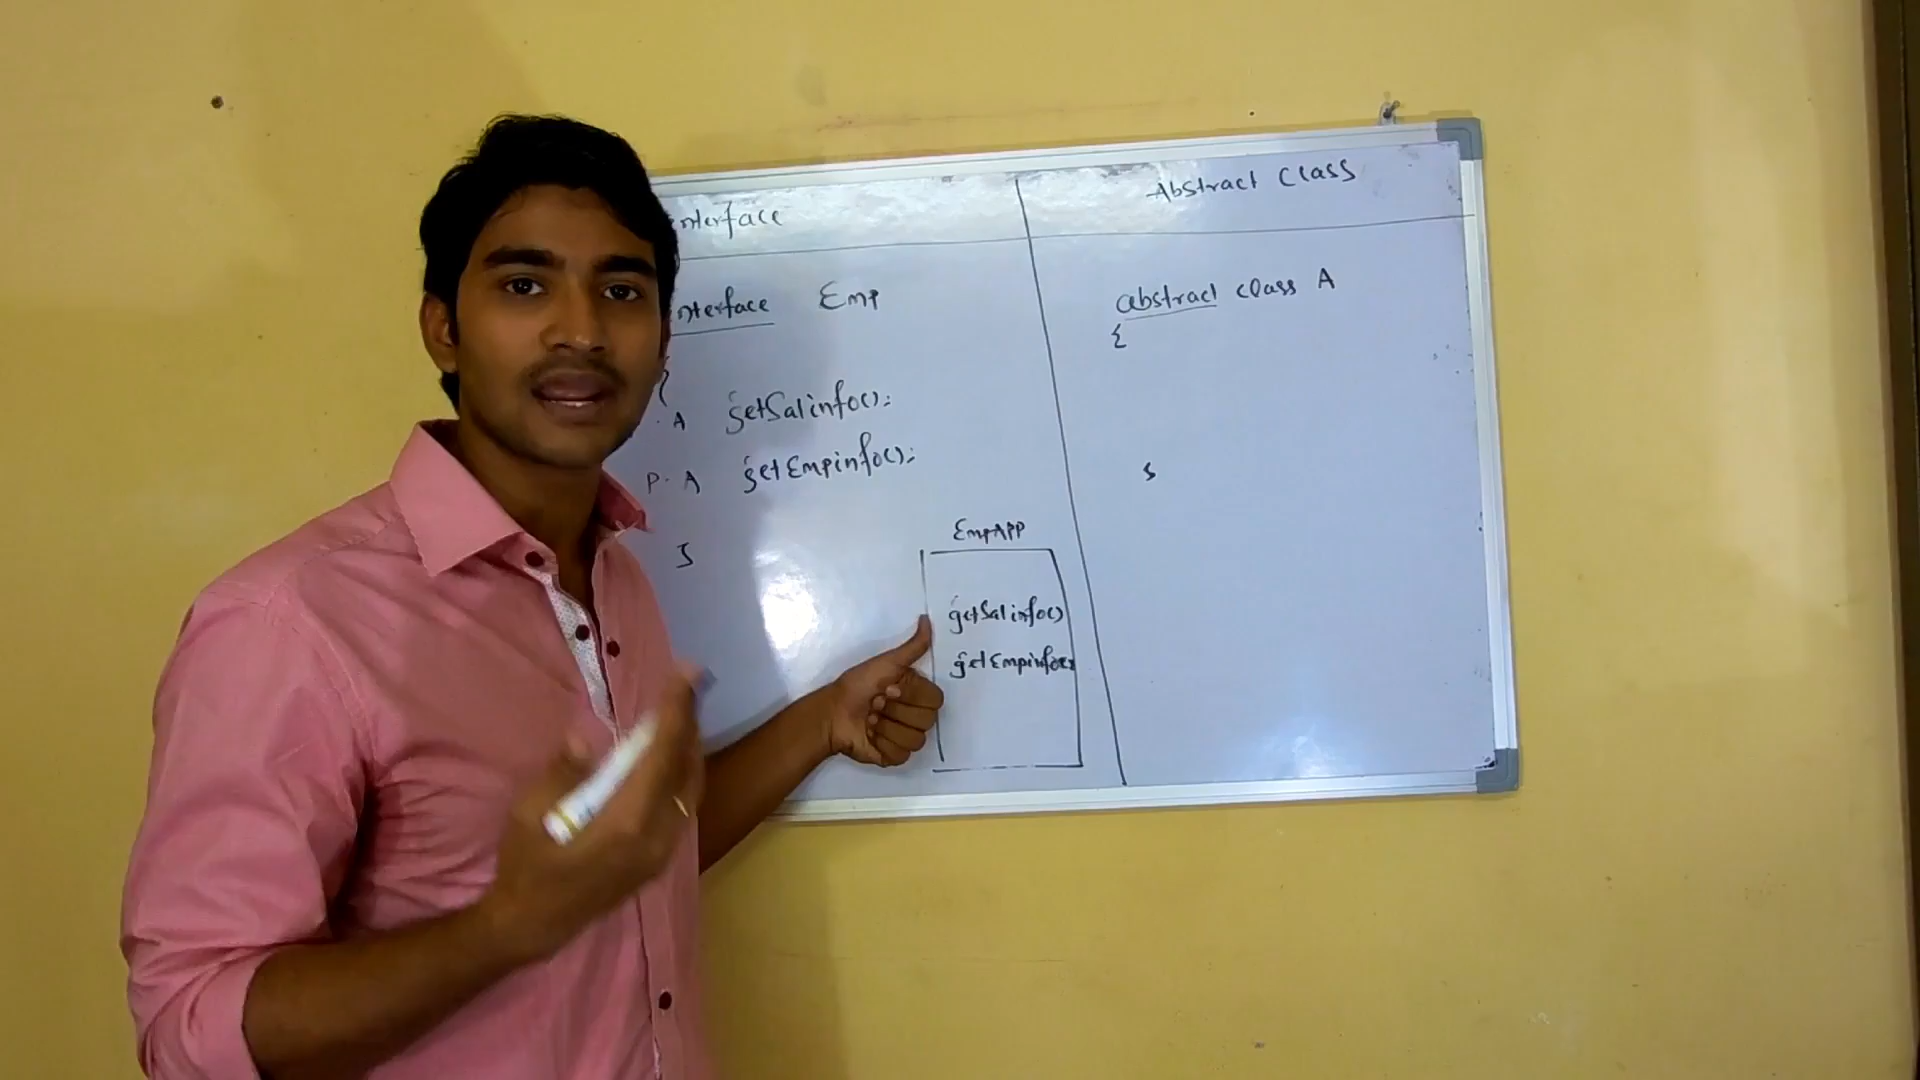 nterface
nterface Emp
{
. A getSalinfo();
P. A getEmpinfo();
}
EmpAPP
getSalinfo()
getEmpinfo()
Abstract Class
abstract class A
{
}